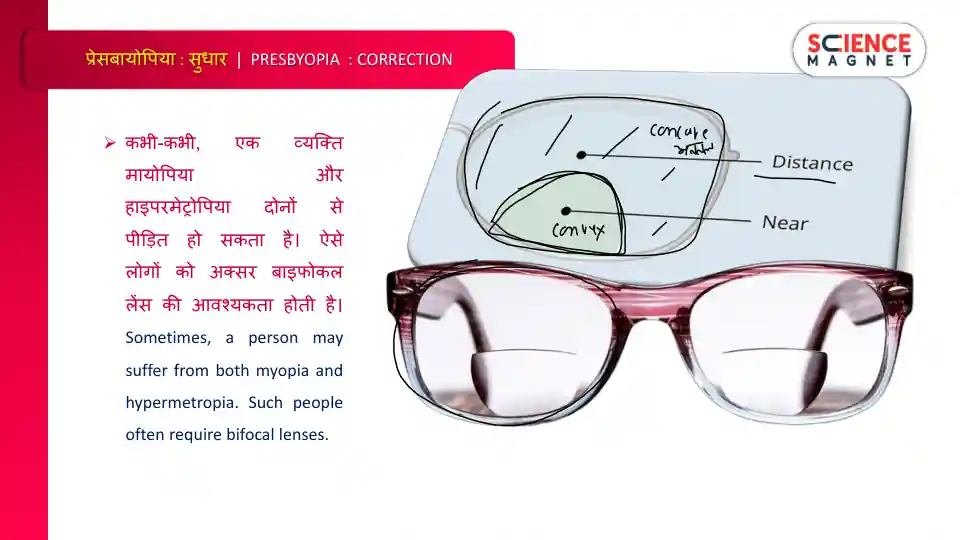 प्रेसबायोपिया : सुधार | PRESBYOPIA : CORRECTION
SCIENCE
MAGNET
➢ कभी-कभी, एक व्यक्ति
मायोपिया और
हाइपरमेट्रोपिया दोनों से
पीड़ित हो सकता है। ऐसे
लोगों को अक्सर बाइफोकल
लेंस की आवश्यकता होती है।
Sometimes, a person may
suffer from both myopia and
hypermetropia. Such people
often require bifocal lenses.
concave
Distance
Near
convex